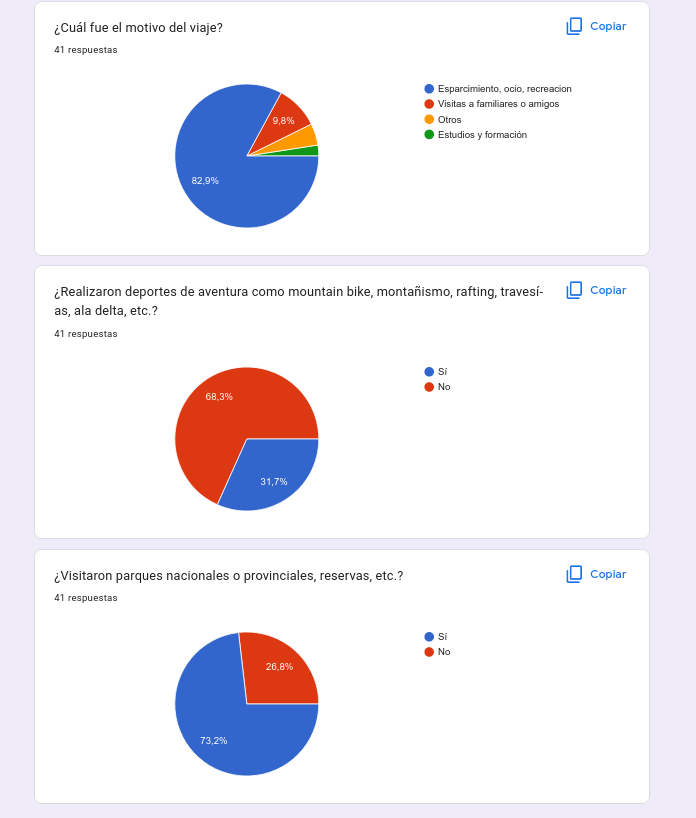 ¿Cuál fue el motivo del viaje?
Copiar
41 respuestas
Esparcimiento, ocio, recreacion
Visitas a familiares o amigos
Otros
Estudios y formación
9,8%
82,9%
¿Realizaron deportes de aventura como mountain bike, montañismo, rafting, travesí-
as, ala delta, etc.?
Copiar
41 respuestas
Sí
No
68,3%
31,7%
¿Visitaron parques nacionales o provinciales, reservas, etc.?
Copiar
41 respuestas
Sí
No
26,8%
73,2%